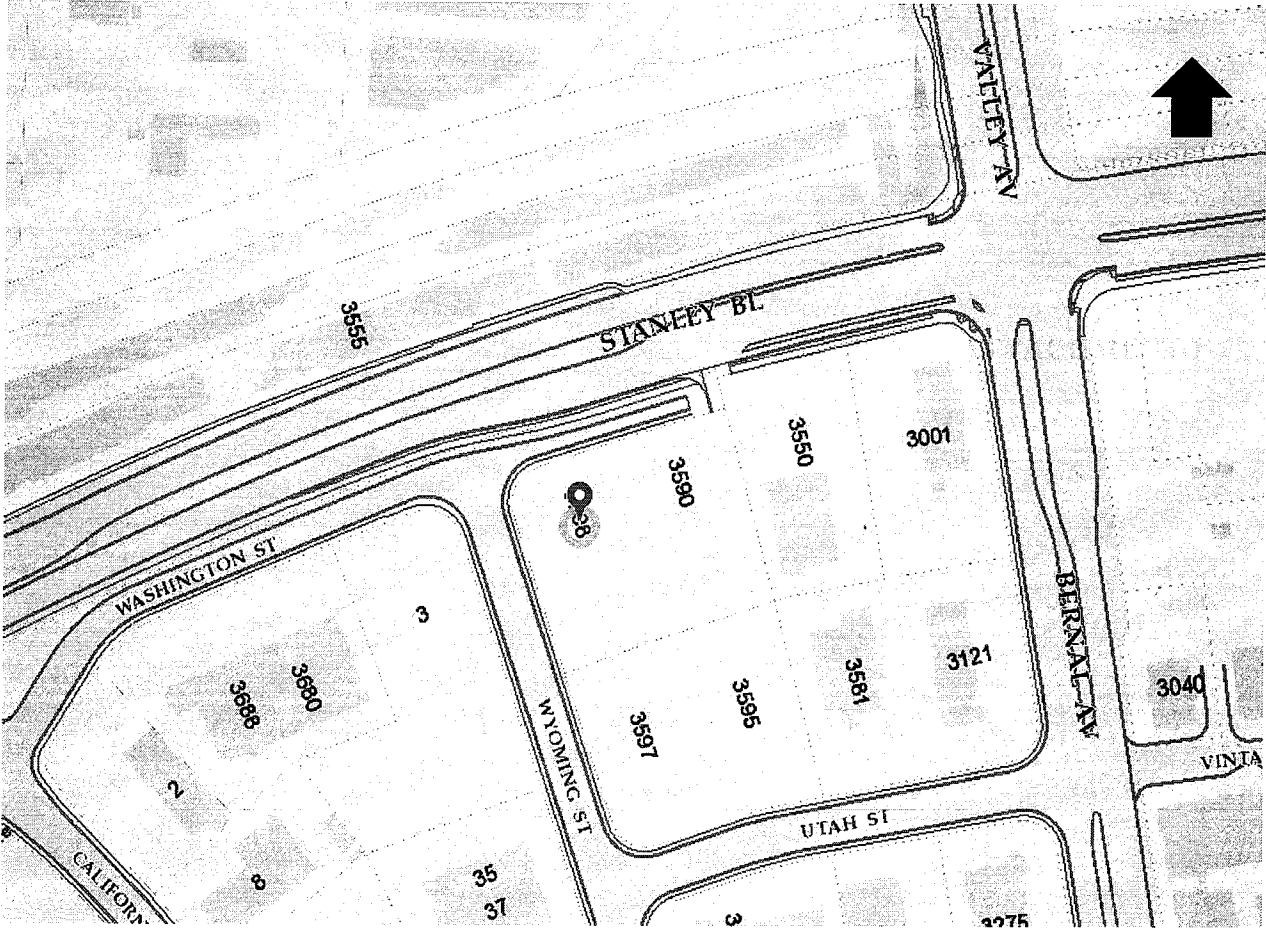 VALLEY AV
3555
STANLEY BL
3550
3001
3590
38
WASHINGTON ST
3
BERNAL AV
3680
3688
3581
3121
3595
3597
3040
WYOMING ST
2
VINTA
UTAH ST
CALIFORN
8
35
37
3
3275